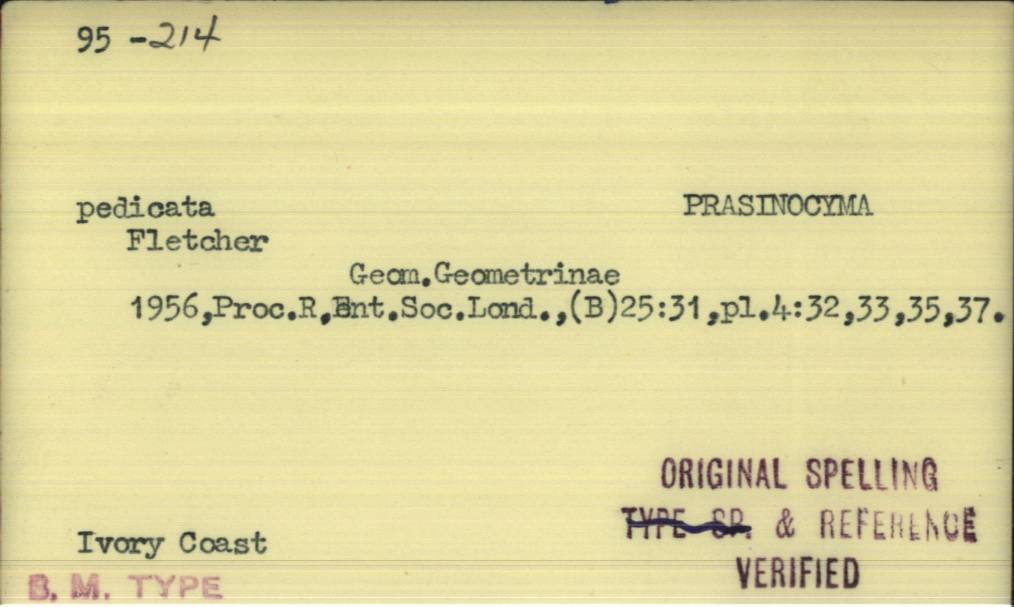 95 -214
pedicata PRASINOCYMA
Fletcher
Geom.Geometrinae
1956,Proc.R,Ent.Soc.Lond.,(B)25:31,pl.4:32,33,35,37.
ORIGINAL SPELLING
TYPE SP. & REFERENCE
Ivory Coast
VERIFIED
B. M. TYPE